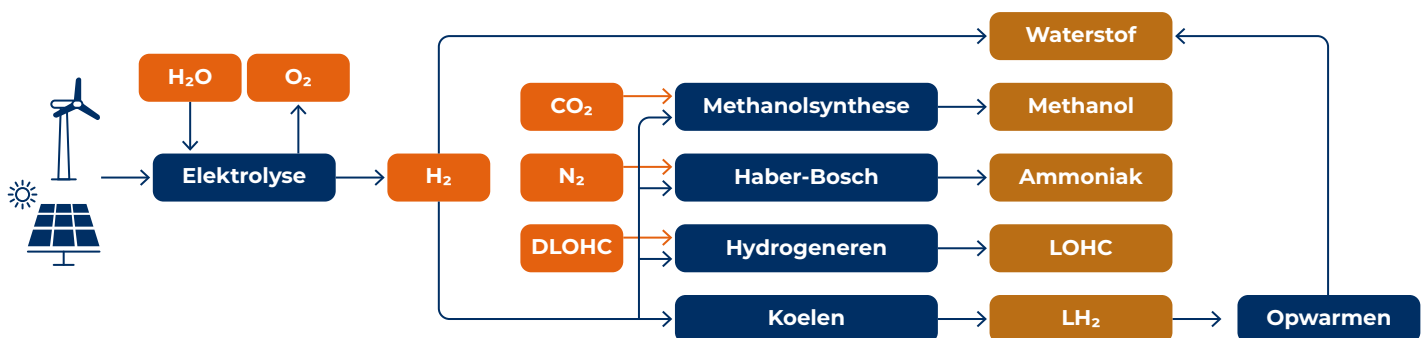 Waterstof
H₂O
O₂
CO₂
Methanolsynthese
Methanol
Elektrolyse
H₂
N₂
Haber-Bosch
Ammoniak
DLOHC
Hydrogeneren
LOHC
Koelen
LH₂
Opwarmen